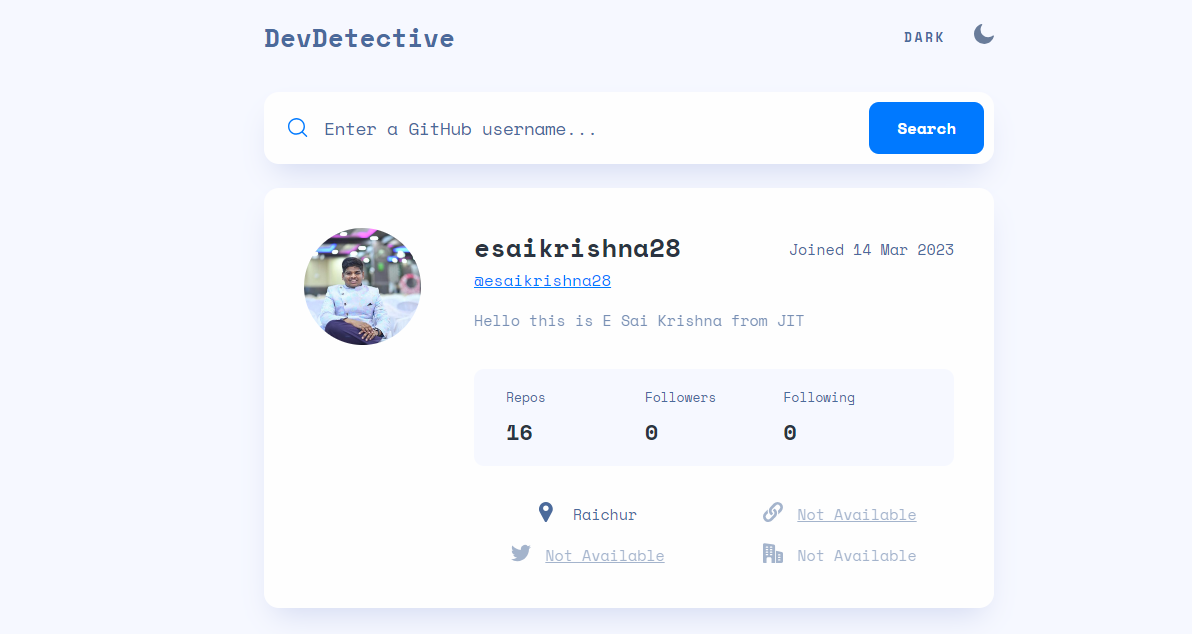 DevDetective
DARK
Enter a GitHub username...
Search
esaikrishna28
Joined 14 Mar 2023
@esaikrishna28
Hello this is E Sai Krishna from JIT
Repos Followers Following
16 0 0
Raichur Not Available
Not Available Not Available